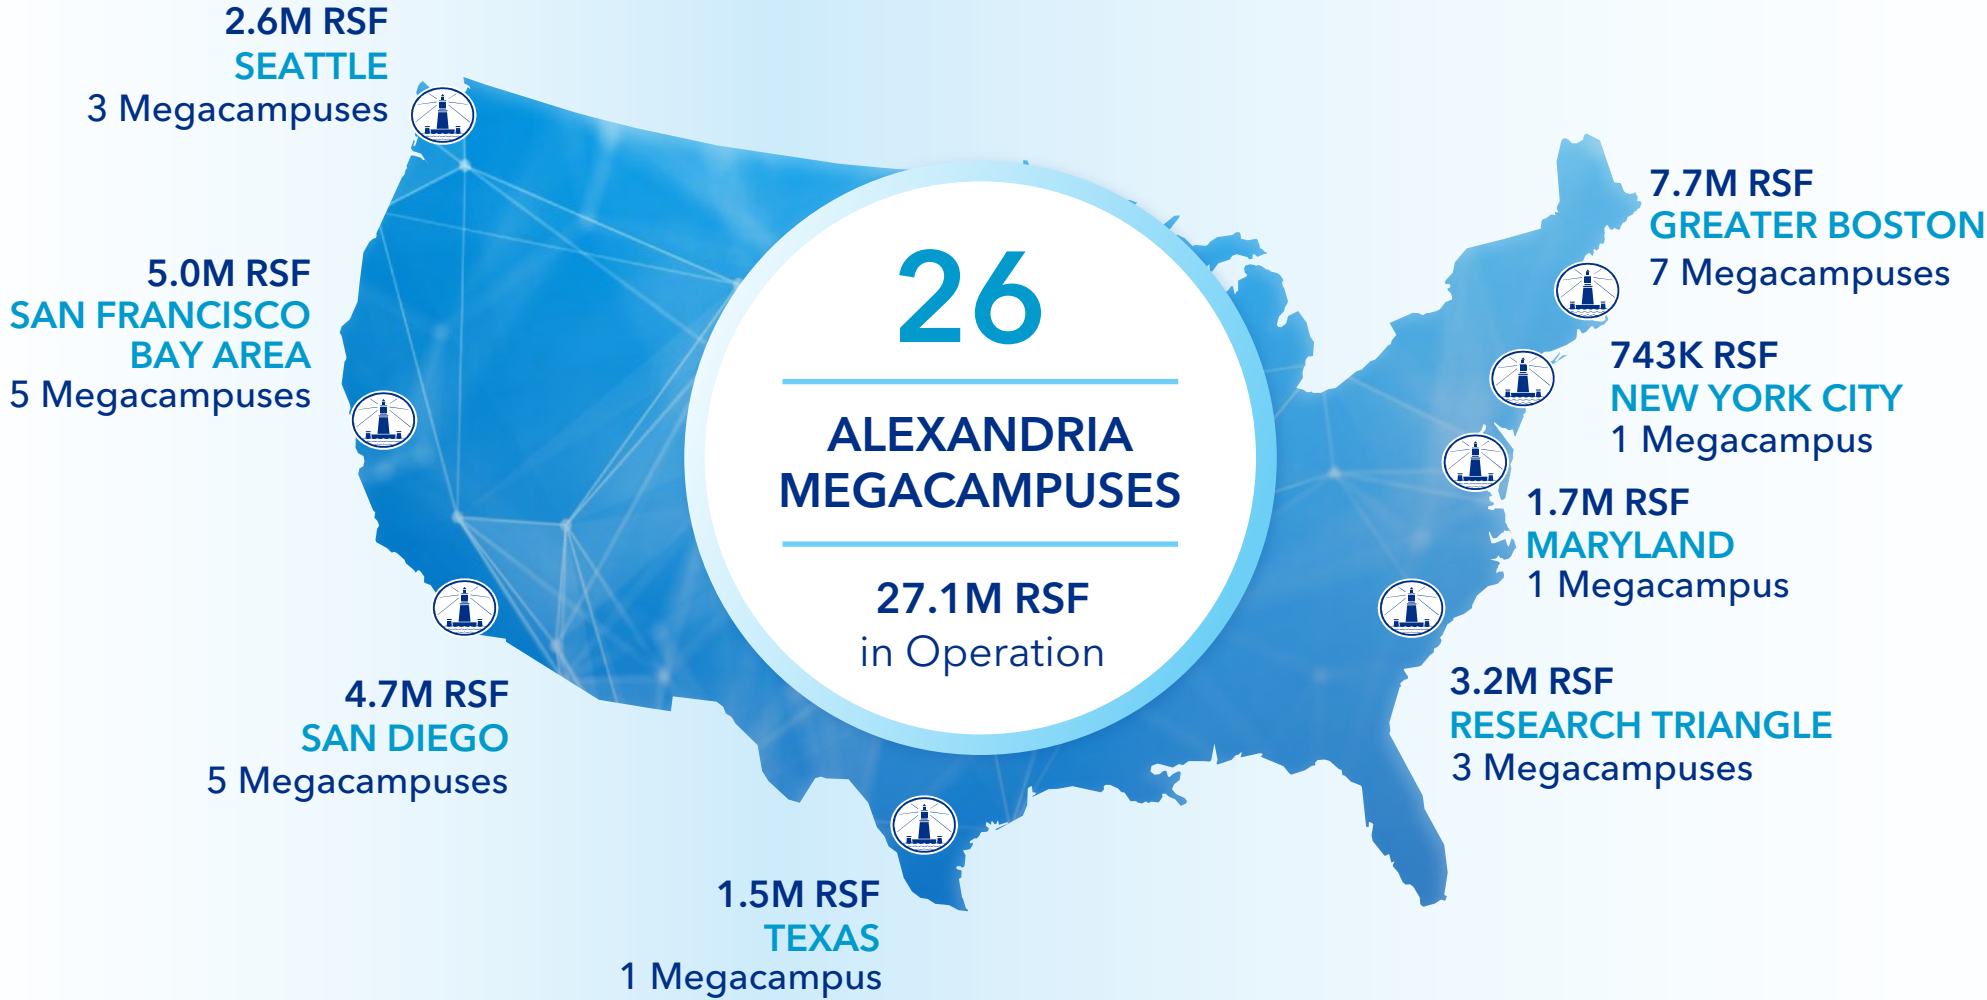 2.6M RSF
SEATTLE
3 Megacampuses
5.0M RSF
SAN FRANCISCO
BAY AREA
5 Megacampuses
4.7M RSF
SAN DIEGO
5 Megacampuses
1.5M RSF
TEXAS
1 Megacampus
26
ALEXANDRIA
MEGACAMPUSES
27.1M RSF
in Operation
7.7M RSF
GREATER BOSTON
7 Megacampuses
743K RSF
NEW YORK CITY
1 Megacampus
1.7M RSF
MARYLAND
1 Megacampus
3.2M RSF
RESEARCH TRIANGLE
3 Megacampuses